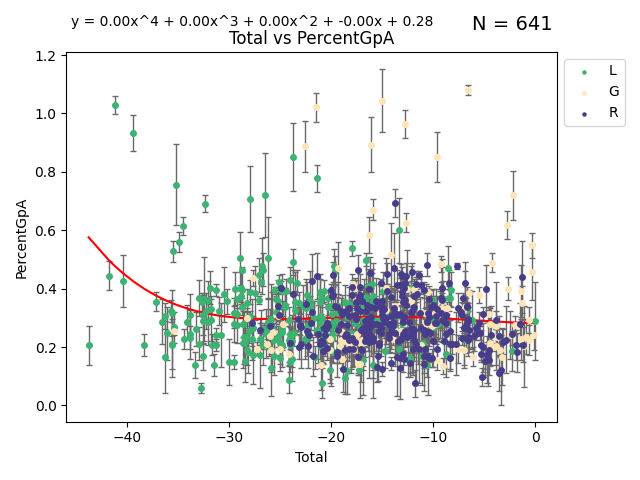 y = 0.00x^4 + 0.00x^3 + 0.00x^2 + -0.00x + 0.28
N = 641
Total vs PercentGpA
L
G
R
PercentGpA
1.2
1.0
0.8
0.6
0.4
0.2
0.0
−40
−30
−20
−10
0
Total